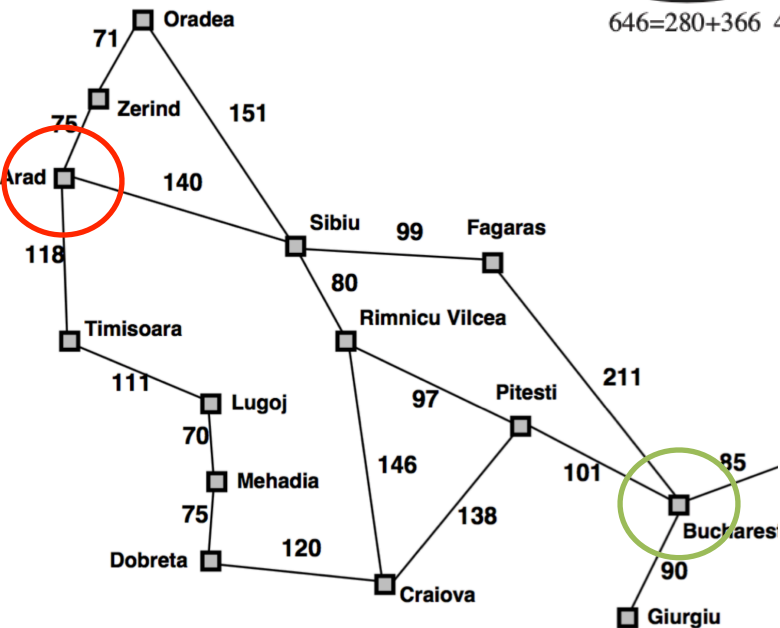 Oradea
646=280+366 4
71
Zerind
151
75
Arad
140
Sibiu
99
Fagaras
118
80
Timisoara
Rimnicu Vilcea
111
Lugoj
97
Pitesti
211
70
146
101
85
Mehadia
75
138
Bucharest
Dobreta
120
90
Craiova
Giurgiu